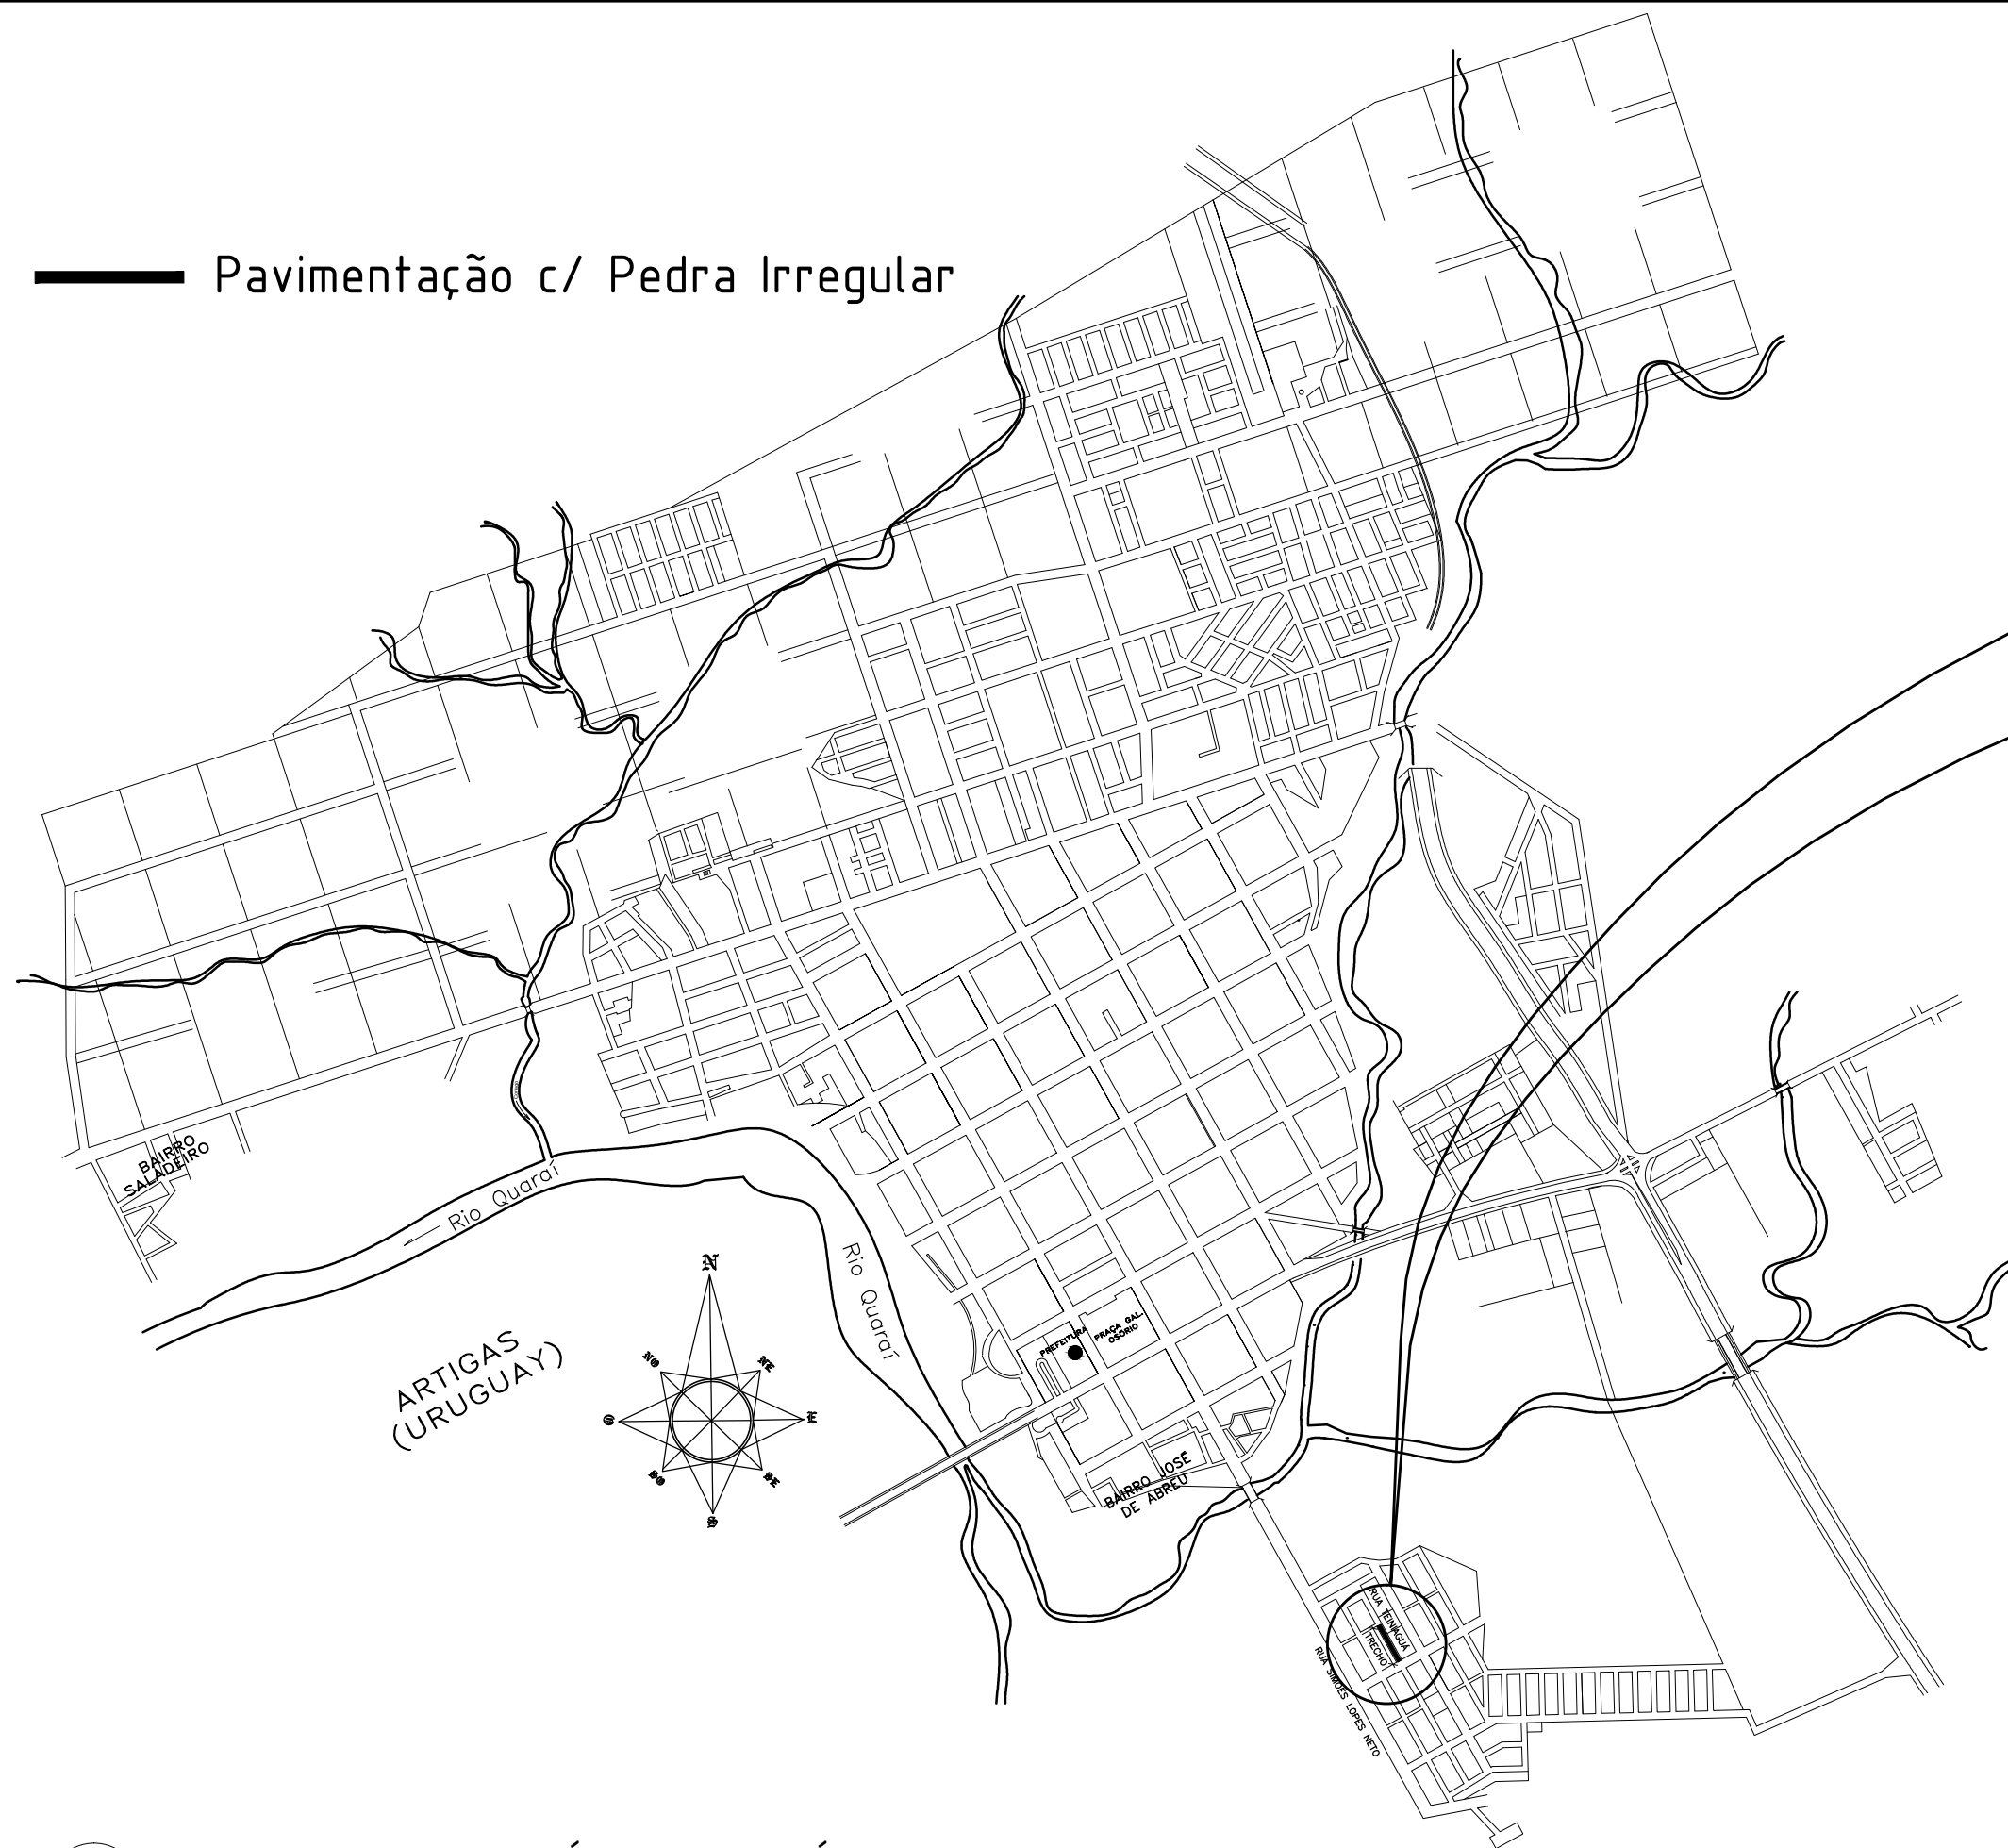 Pavimentação c/ Pedra Irregular
BAIRRO
SALADEIRO
Rio Quaraí
Rio Quaraí
ARTIGAS
(URUGUAY)
N
NO
NE
O
E
SO
SE
S
PREFEITURA
PRAÇA GAL.
OSÓRIO
BAIRRO JOSÉ
DE ABREU
RUA TEINIAGUÁ
TRECHO
RUA SIMÕES LOPES NETO